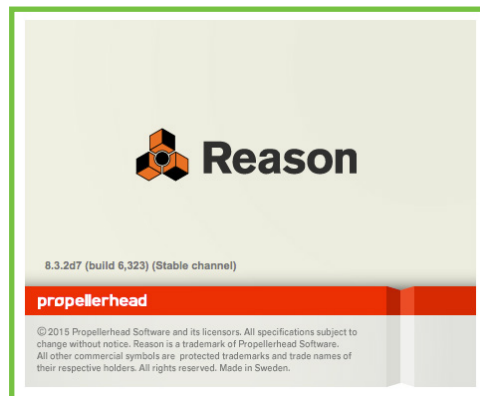 Reason
8.3.2d7 (build 6,323) (Stable channel)
propellerhead
©2015 Propellerhead Software and its licensors. All specifications subject to
change without notice. Reason is a trademark of Propellerhead Software.
All other commercial symbols are protected trademarks and trade names of
their respective holders. All rights reserved. Made in Sweden.